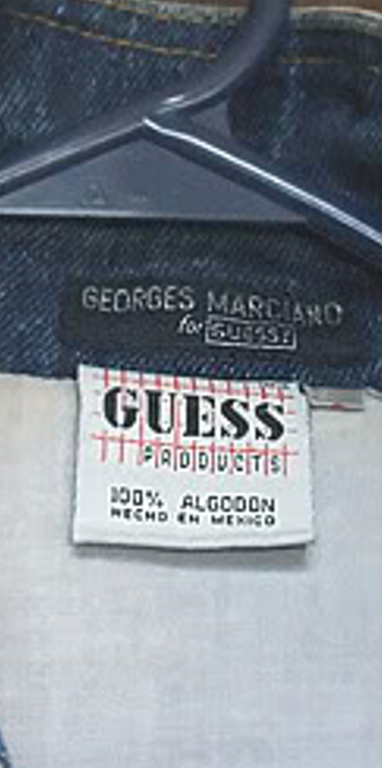 GEORGES MARCIANO
for GUESS?
GUESS
PRODUCTS
100% ALGODON
HECHO EN MEXICO